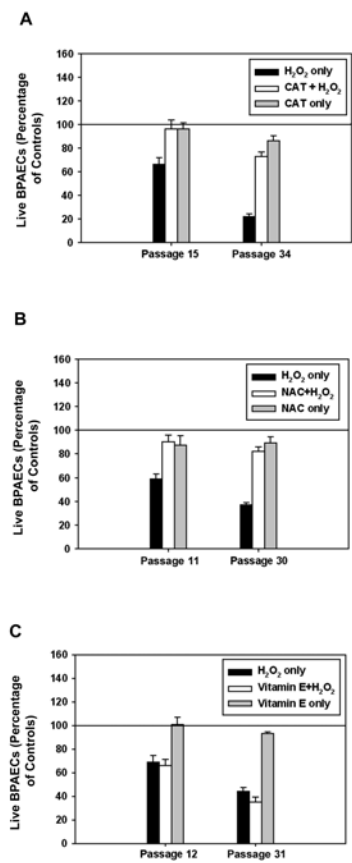 A
Live BPAECs (Percentage
of Controls)
160
140
120
100
80
60
40
20
0
H₂O₂ only
CAT + H₂O₂
CAT only
Passage 15 Passage 34
B
Live BPAECs (Percentage
of Controls)
160
140
120
100
80
60
40
20
0
H₂O₂ only
NAC+H₂O₂
NAC only
Passage 11 Passage 30
C
Live BPAECs (Percentage
of Controls)
160
140
120
100
80
60
40
20
0
H₂O₂ only
Vitamin E+H₂O₂
Vitamin E only
Passage 12 Passage 31